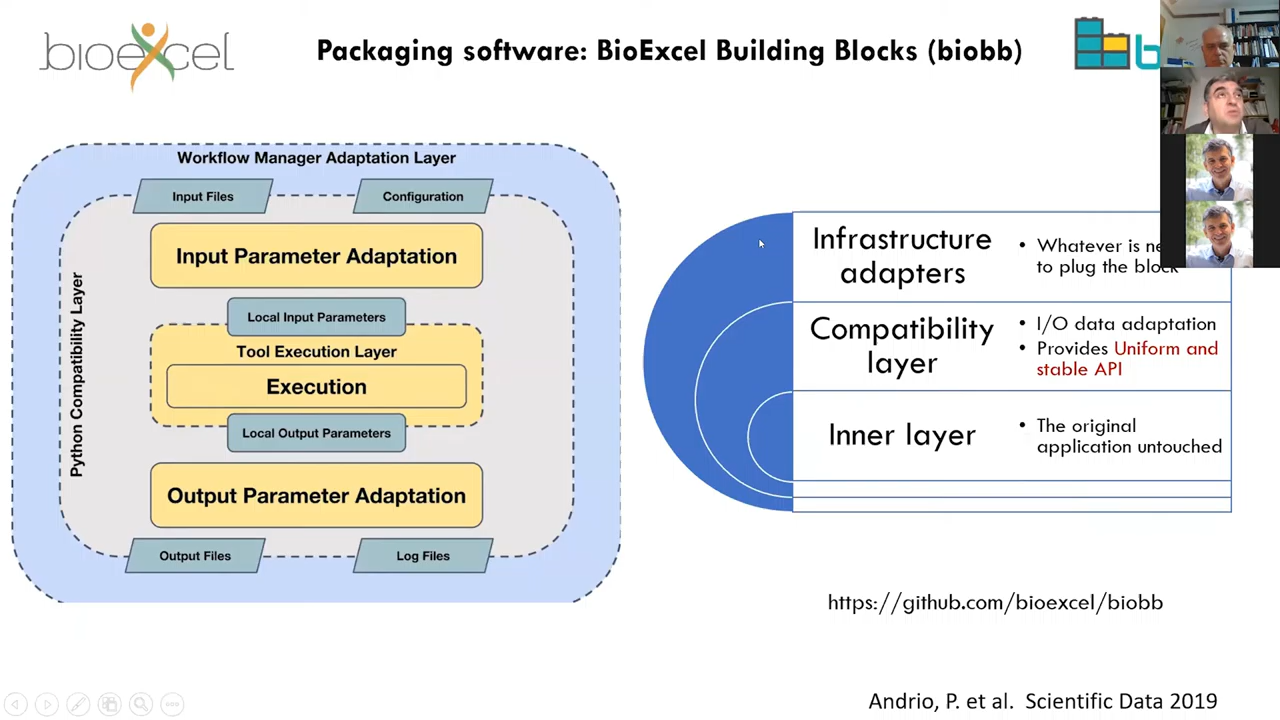 bioexcel
Packaging software: BioExcel Building Blocks (biobb)
b
Workflow Manager Adaptation Layer
Input Files
Configuration
Input Parameter Adaptation
Local Input Parameters
Tool Execution Layer
Execution
Local Output Parameters
Output Parameter Adaptation
Output Files
Log Files
Python Compatibility Layer
Infrastructure
adapters
• Whatever is
to plug the block
Compatibility
layer
• I/O data adaptation
• Provides Uniform and
stable API
Inner layer
• The original
application untouched
https://github.com/bioexcel/biobb
Andrio, P. et al. Scientific Data 2019